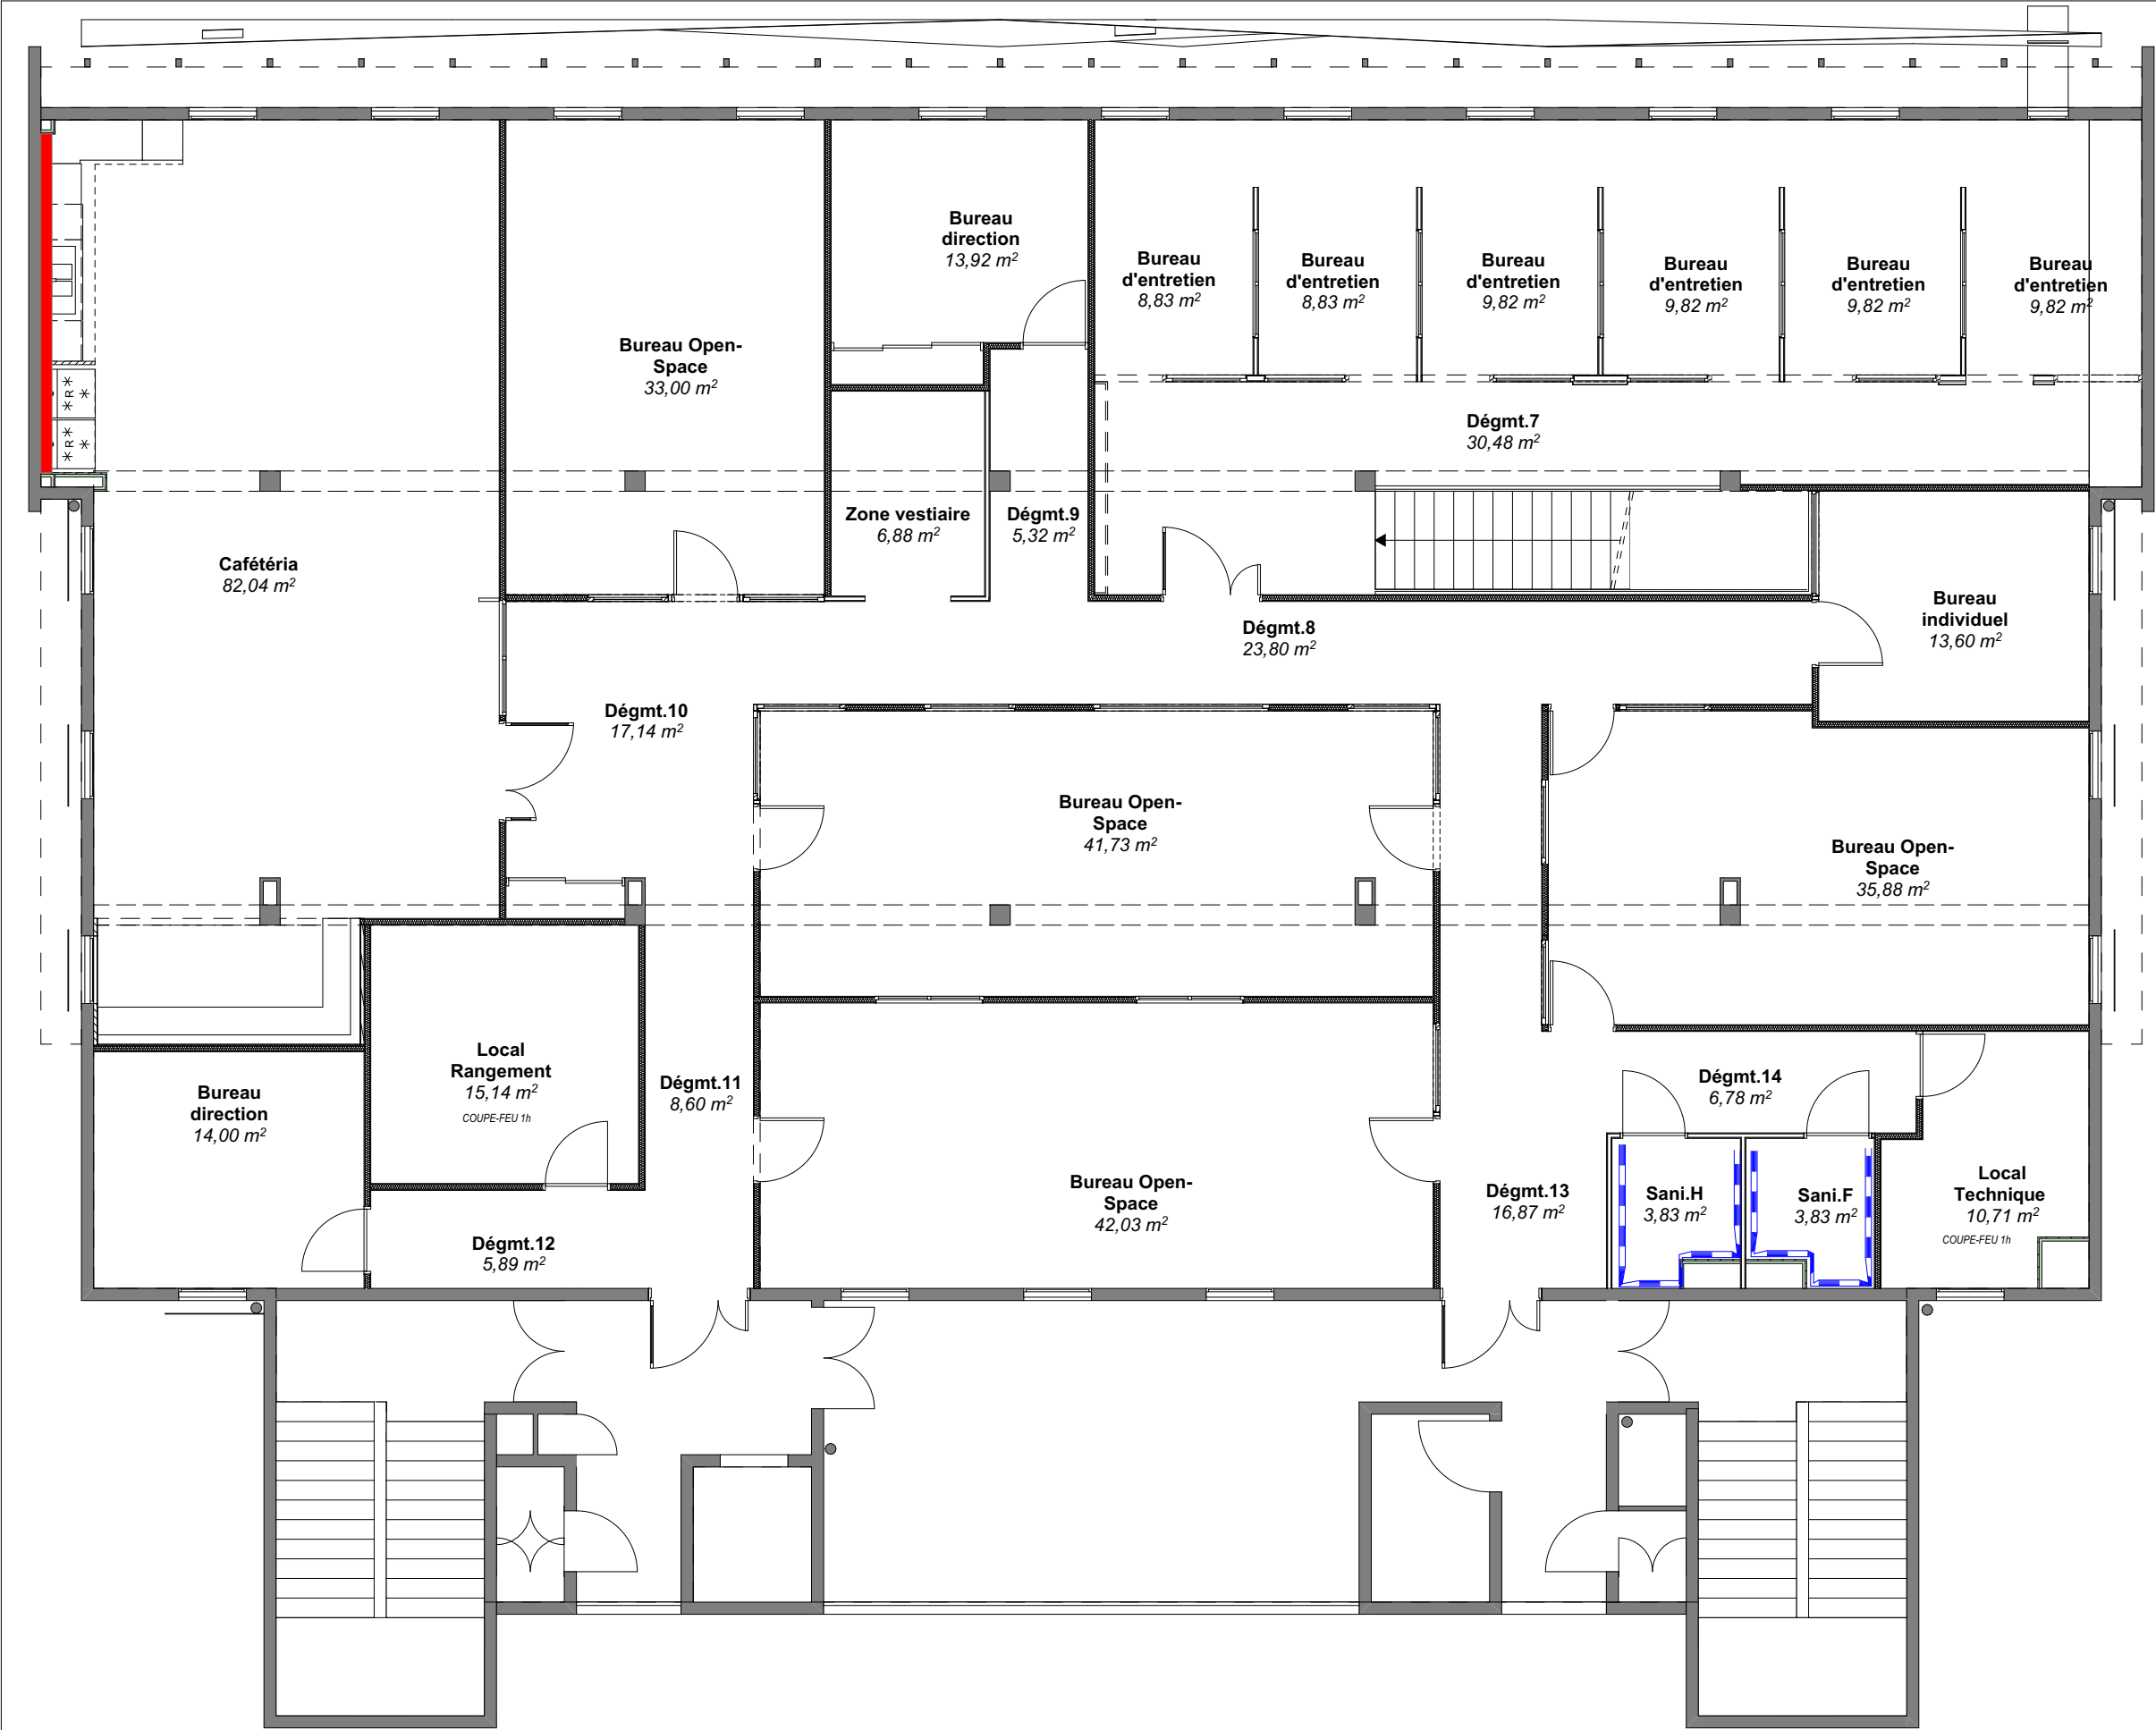 Bureau
direction
13,92 m²
Bureau
d'entretien
8,83 m²
Bureau
d'entretien
8,83 m²
Bureau
d'entretien
9,82 m²
Bureau
d'entretien
9,82 m²
Bureau
d'entretien
9,82 m²
Bureau
d'entretien
9,82 m²
Bureau Open-
Space
33,00 m²
*R*
*
*R*
*
Dégmt.7
30,48 m²
Zone vestiaire
6,88 m²
Dégmt.9
5,32 m²
Cafétéria
82,04 m²
Bureau
individuel
13,60 m²
Dégmt.8
23,80 m²
Dégmt.10
17,14 m²
Bureau Open-
Space
41,73 m²
Bureau Open-
Space
35,88 m²
Local
Rangement
15,14 m²
COUPE-FEU 1h
Dégmt.11
8,60 m²
Bureau
direction
14,00 m²
Dégmt.14
6,78 m²
Bureau Open-
Space
42,03 m²
Dégmt.13
16,87 m²
Sani.H
3,83 m²
Sani.F
3,83 m²
Local
Technique
10,71 m²
COUPE-FEU 1h
Dégmt.12
5,89 m²